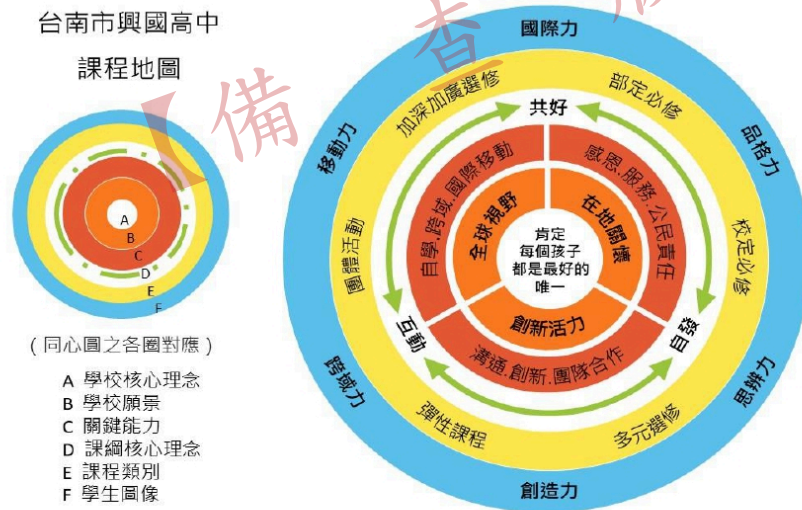 台南市興國高中
課程地圖
【備查版
A
B
C
D
E
F
(同心圓之各圈對應)
A 學校核心理念
B 學校願景
C 關鍵能力
D 課綱核心理念
E 課程類別
F 學生圖像
國際力
品格力
思辨力
創造力
跨域力
移動力
加深加廣選修
部定必修
校定必修
多元選修
彈性課程
團體活動
共好
自發
互動
自學.跨域.國際移動
感恩.服務.公民責任
溝通.創新.團隊合作
全球視野
在地關懷
創新活力
肯定
每個孩子
都是最好的
唯一